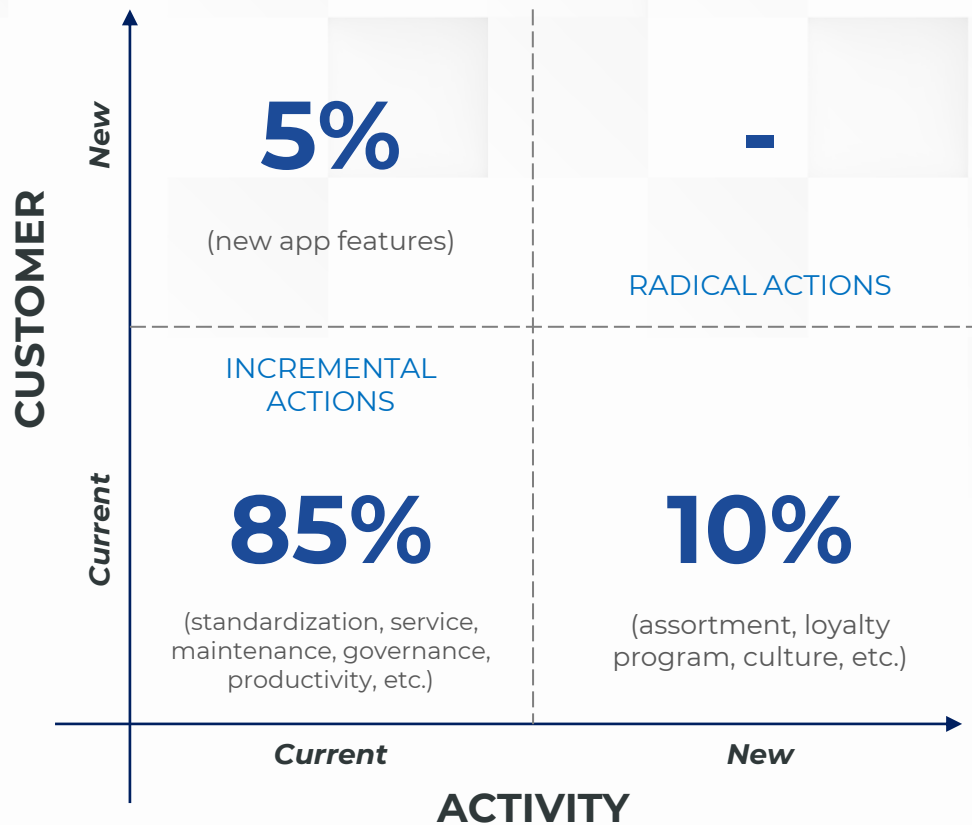 CUSTOMER
New
5%
(new app features)
-
RADICAL ACTIONS
INCREMENTAL
ACTIONS
Current
85%
(standardization, service,
maintenance, governance,
productivity, etc.)
10%
(assortment, loyalty
program, culture, etc.)
Current
New
ACTIVITY